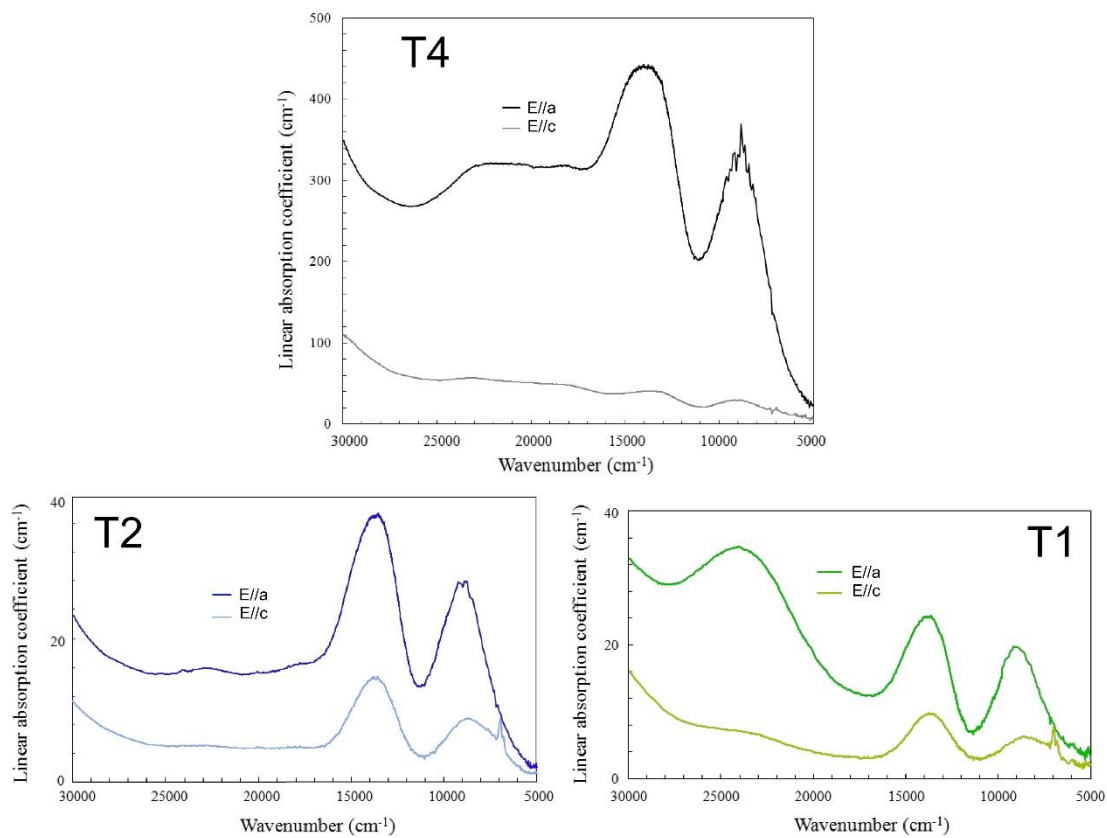 T4
E//a
E//c
500
400
300
200
100
0
Linear absorption coefficient (cm-1)
30000 25000 20000 15000 10000 5000
Wavenumber (cm-1)
T2
E//a
E//c
40
20
0
Linear absorption coefficient (cm-1)
30000 25000 20000 15000 10000 5000
Wavenumber (cm-1)
T1
E//a
E//c
40
20
0
Linear absorption coefficient (cm-1)
30000 25000 20000 15000 10000 5000
Wavenumber (cm-1)